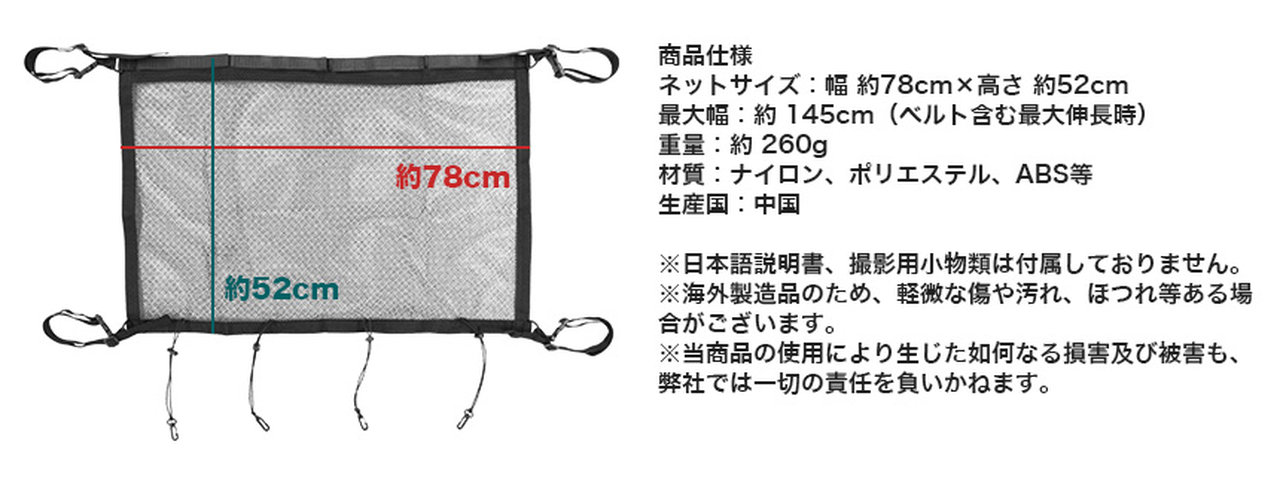 約78cm
約52cm
商品仕様
ネットサイズ：幅 約78cm×高さ 約52cm
最大幅：約 145cm（ベルト含む最大伸長時）
重量：約 260g
材質：ナイロン、ポリエステル、ABS等
生産国：中国
※日本語説明書、撮影用小物類は付属しておりません。
※海外製造品のため、軽微な傷や汚れ、ほつれ等ある場
合がございます。
※当商品の使用により生じた如何なる損害及び被害も、
弊社では一切の責任を負いかねます。